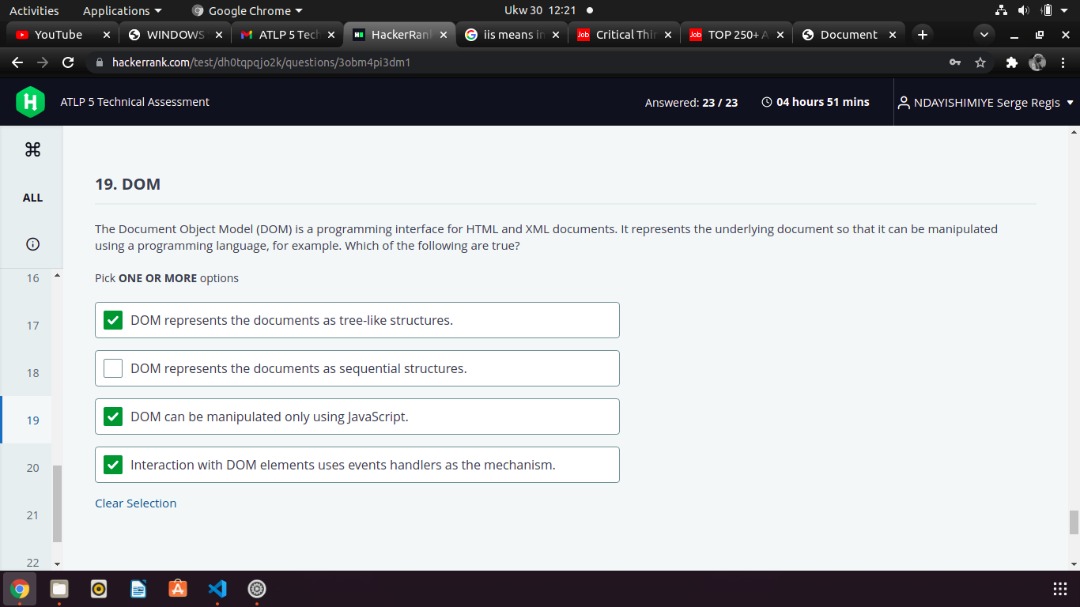 Activities Applications Google Chrome Ukw 30 12:21
YouTube WINDOWS ATLP 5 Tech HackerRan iis means in Critical Thin TOP 250+ A Document
hackerrank.com/test/dh0tqpqjo2k/questions/3obm4pi3dm1
H ATLP 5 Technical Assessment Answered: 23 / 23 04 hours 51 mins NDAYISHIMIYE Serge Regis
ALL
16
17
18
19
20
21
22
19. DOM
The Document Object Model (DOM) is a programming interface for HTML and XML documents. It represents the underlying document so that it can be manipulated
using a programming language, for example. Which of the following are true?
Pick ONE OR MORE options
DOM represents the documents as tree-like structures.
DOM represents the documents as sequential structures.
DOM can be manipulated only using JavaScript.
Interaction with DOM elements uses events handlers as the mechanism.
Clear Selection